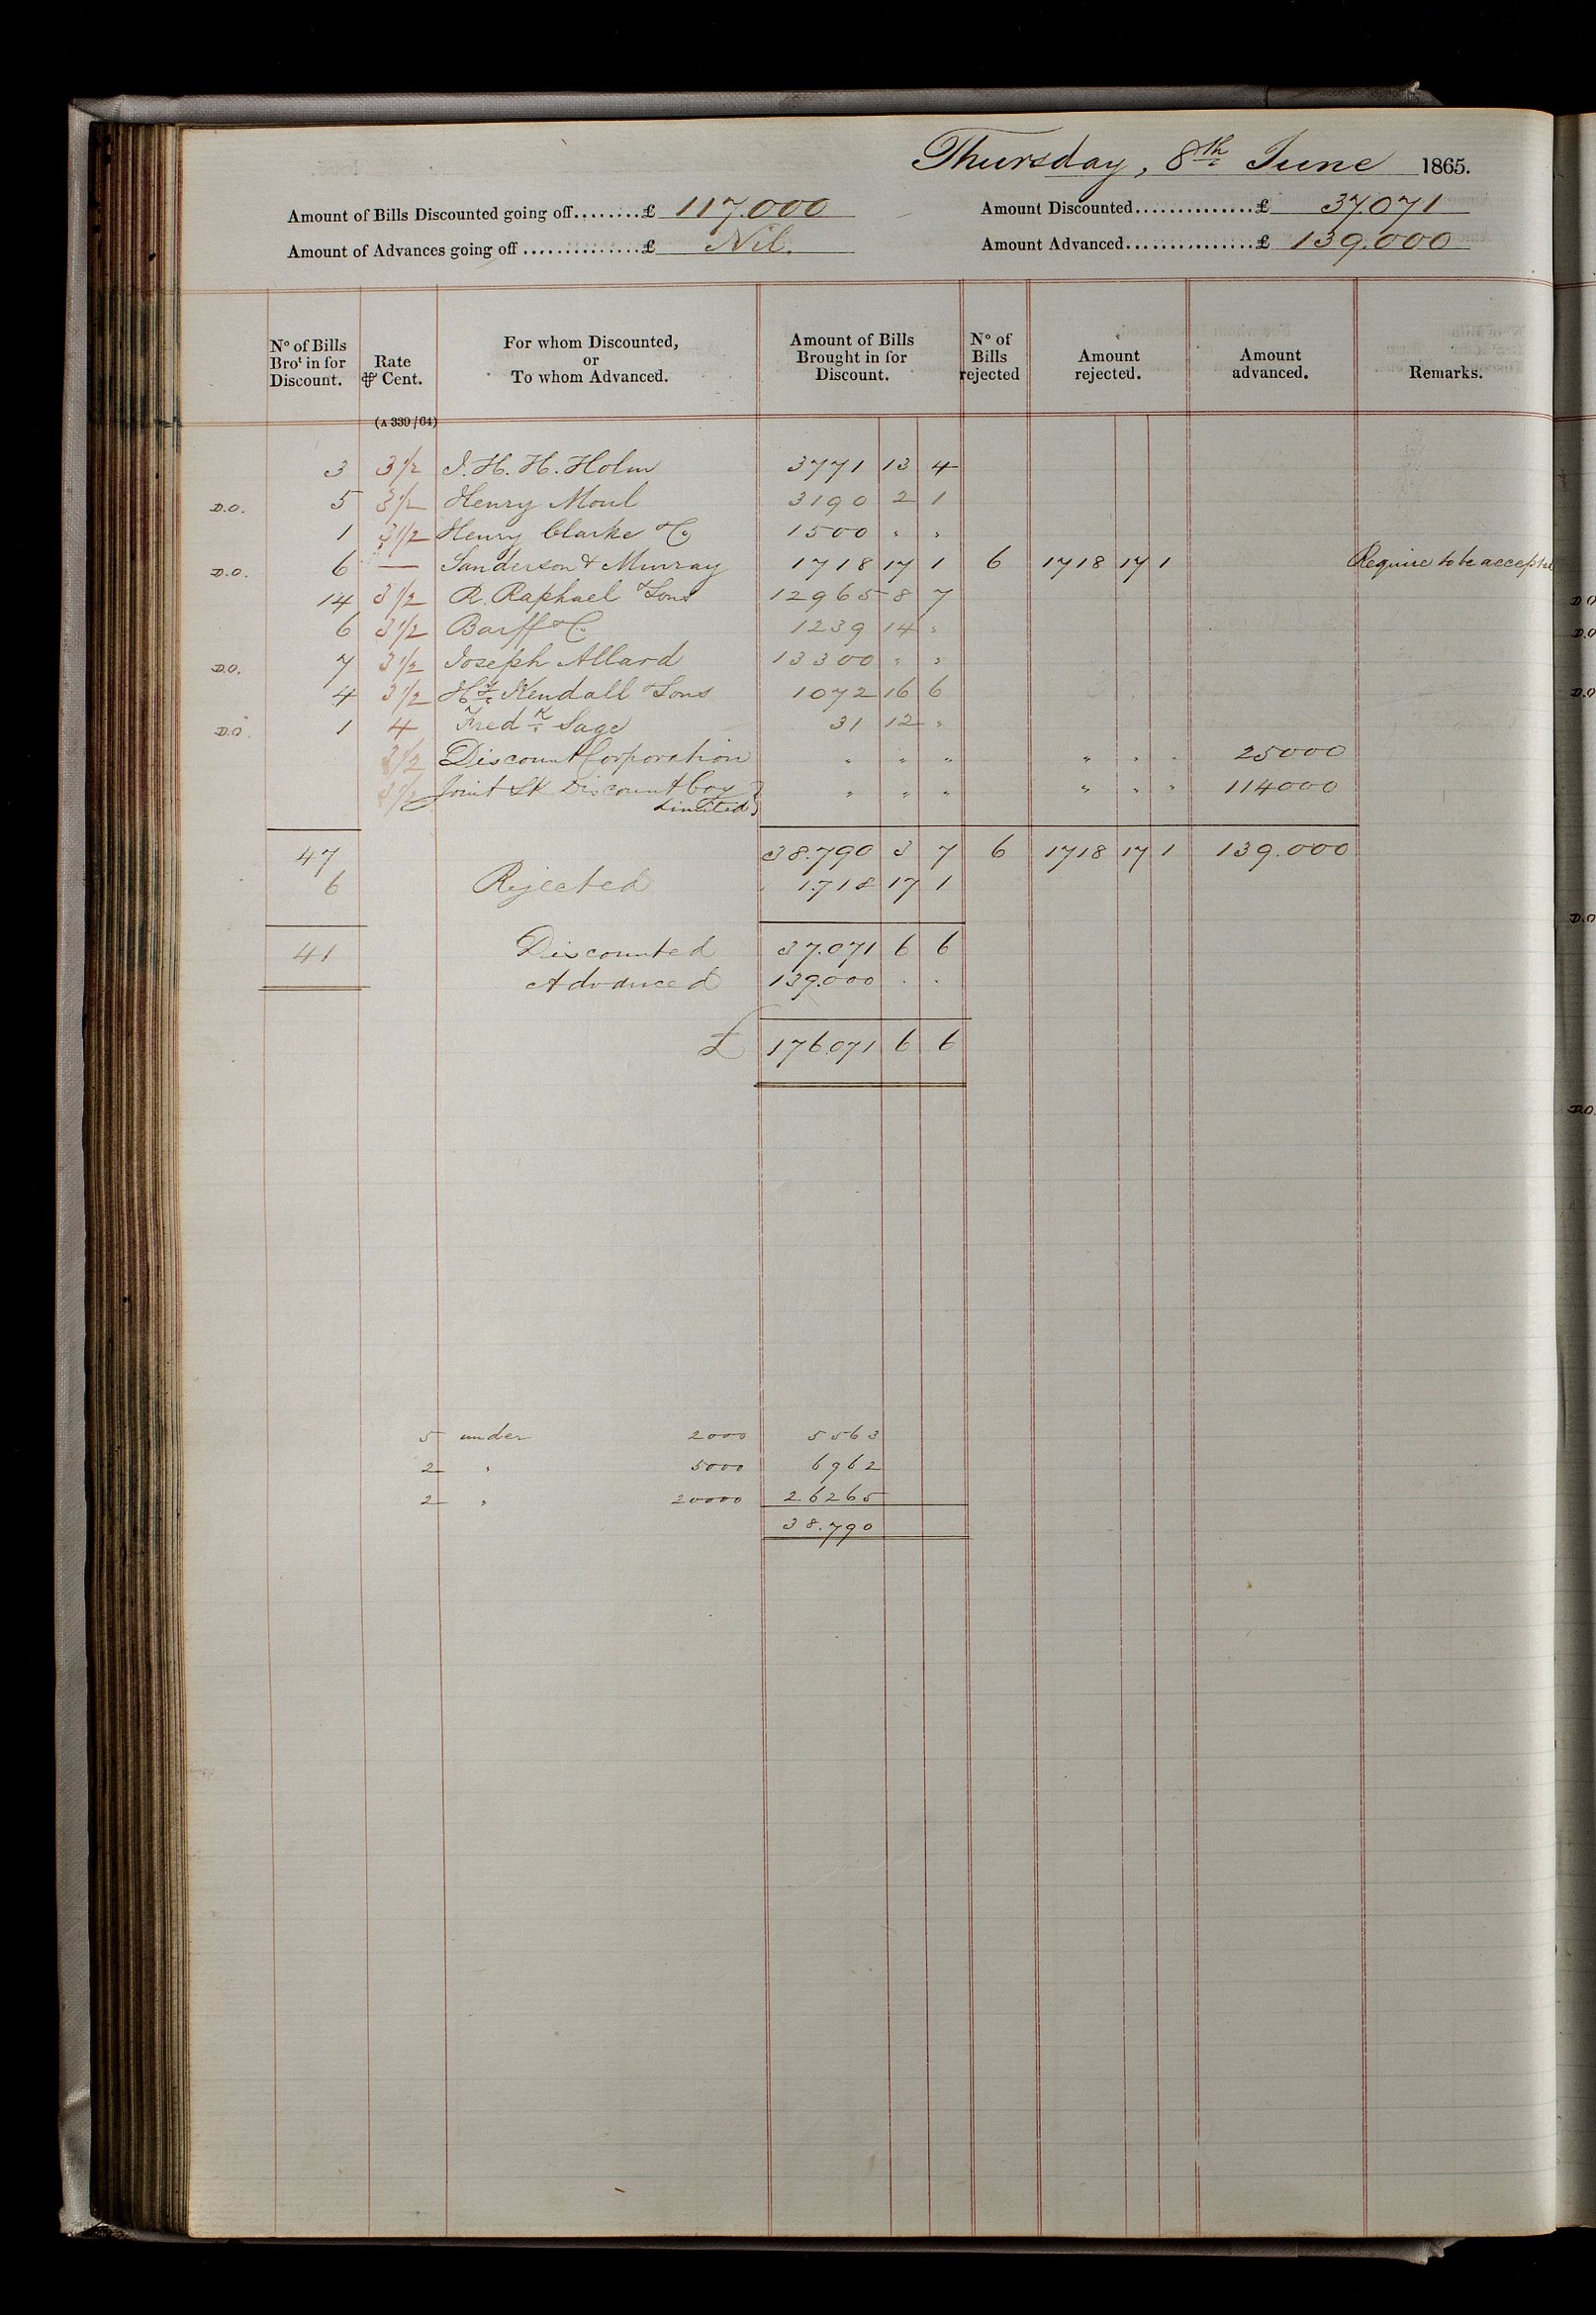 Thursday, 8th June 1865.
Amount of Bills Discounted going off........£ 117.000 Amount Discounted...............£ 37.071
Amount of Advances going off ...............£ Nil. Amount Advanced................£ 139.000
No of Bills Brot in for Discount. Rate ⅌ Cent. For whom Discounted, or To whom Advanced. Amount of Bills Brought in for Discount. No of Bills rejected Amount rejected. Amount advanced. Remarks.
(A 339/64)
3 3½ J. H. H. Holm 3771 13 4
D.O. 5 3½ Henry Moul 3190 2 1
1 3½ Henry Clarke & Co 1500 " "
D.O. 6 — Sanderson & Murray 1718 17 1 6 1718 17 1 Require to be
14 3½ R. Raphael & Sons 12965 8 7
6 3½ Barff & Co 1239 14 "
D.O. 7 3½ Joseph Allard 13300 " "
4 3½ Hy Kendall & Sons 1072 16 6
D.O. 1 4 Fredk Sage 31 12 "
3½ Discount Corporation " " " " " " 25000
3½ Joint Stk Discount Coy } " " " " " " 114000
Limited
47 38.790 3 7 6 1718 17 1 139.000
6 Rejected 1.718 17 1
41 Discounted 37.071 6 6
Advanced 139.000 . .
£ 176.071 6 6
5 under 2000 5563
2 " 5000 6962
2 " 20000 26265
38.790